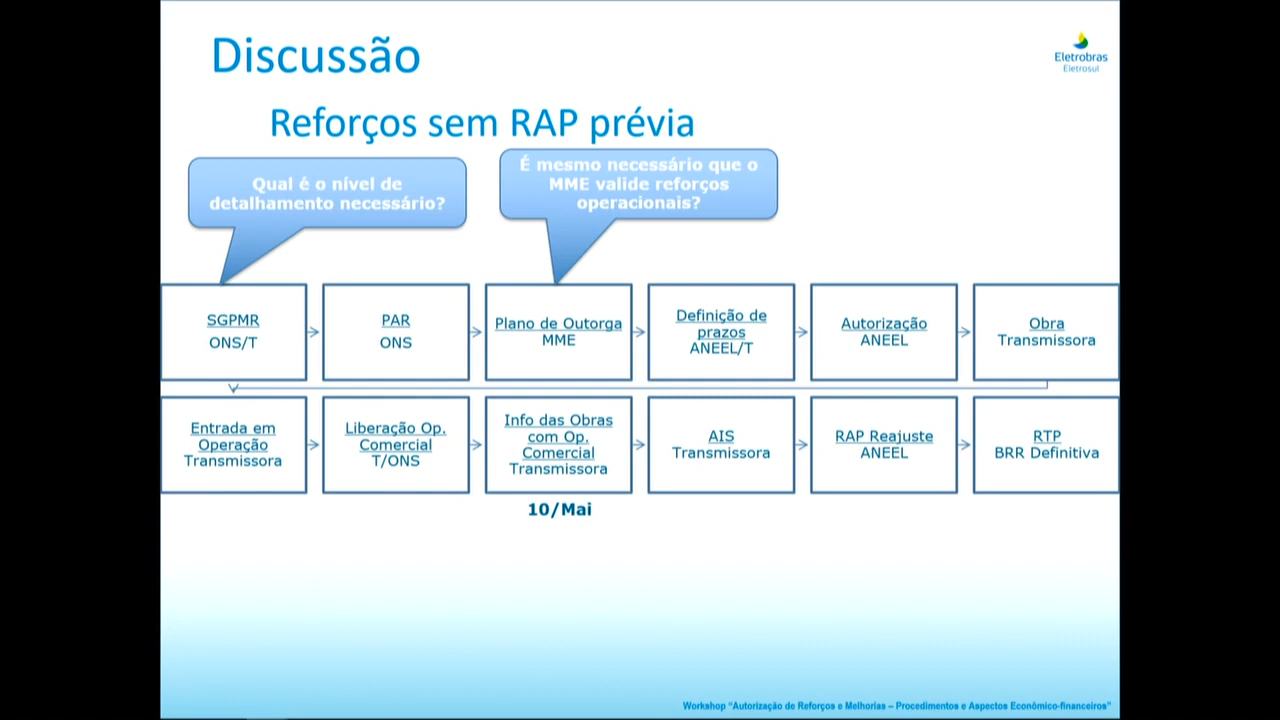 Discussão
Eletrobras
Eletrosul
Reforços sem RAP prévia
Qual é o nível de
detalhamento necessário?
É mesmo necessário que o
MME valide reforços
operacionais?
SGPMR
ONS/T
PAR
ONS
Plano de Outorga
MME
Definição de
prazos
ANEEL/T
Autorização
ANEEL
Obra
Transmissora
Entrada em
Operação
Transmissora
Liberação Op.
Comercial
T/ONS
Info das Obras
com Op.
Comercial
Transmissora
AIS
Transmissora
RAP Reajuste
ANEEL
RTP
BRR Definitiva
10/Mai
Workshop “Autorização de Reforços e Melhorias – Procedimentos e Aspectos Econômico-financeiros”